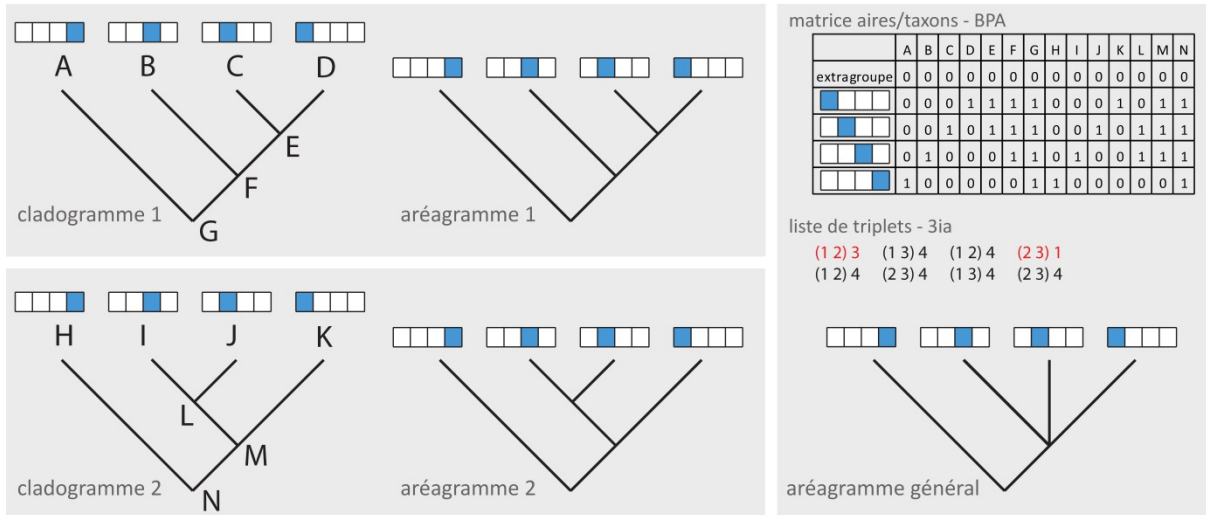 A B C D
E
F
G
cladogramme 1
aréagramme 1
H I J K
L
M
N
cladogramme 2
aréagramme 2
matrice aires/taxons - BPA
A B C D E F G H I J K L M N
extragroupe 0 0 0 0 0 0 0 0 0 0 0 0 0 0
0 0 0 1 1 1 1 0 0 0 1 0 1 1
0 0 1 0 1 1 1 0 0 1 0 1 1 1
0 1 0 0 0 1 1 0 1 0 0 1 1 1
1 0 0 0 0 0 1 1 0 0 0 0 0 1
liste de triplets - 3ia
(1 2) 3 (1 3) 4 (1 2) 4 (2 3) 1
(1 2) 4 (2 3) 4 (1 3) 4 (2 3) 4
aréagramme général